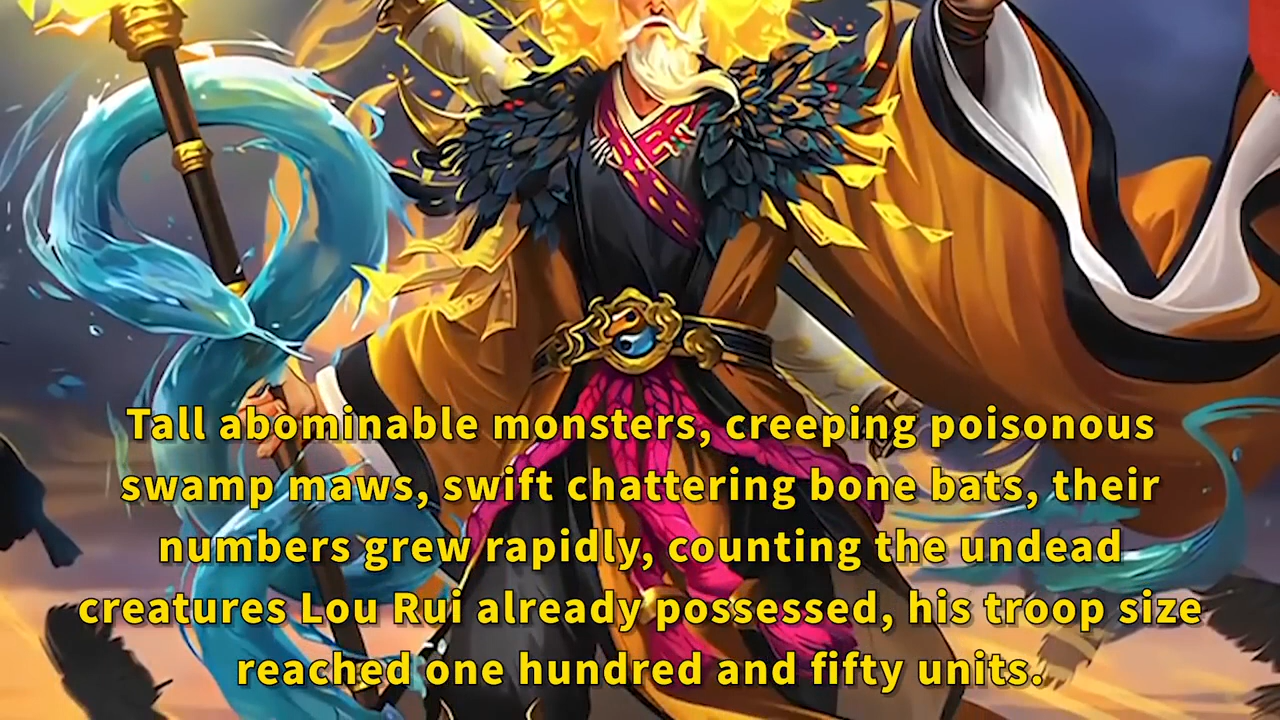 Tall abominable monsters, creeping poisonous
swamp maws, swift chattering bone bats, their
numbers grew rapidly, counting the undead
creatures Lou Rui already possessed, his troop size
reached one hundred and fifty units.